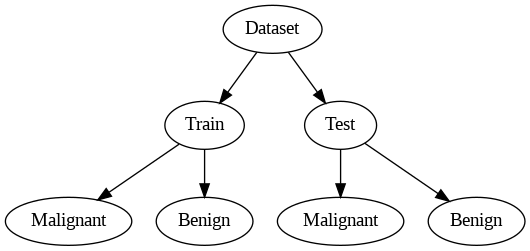 Dataset
Train
Test
Malignant
Benign
Malignant
Benign